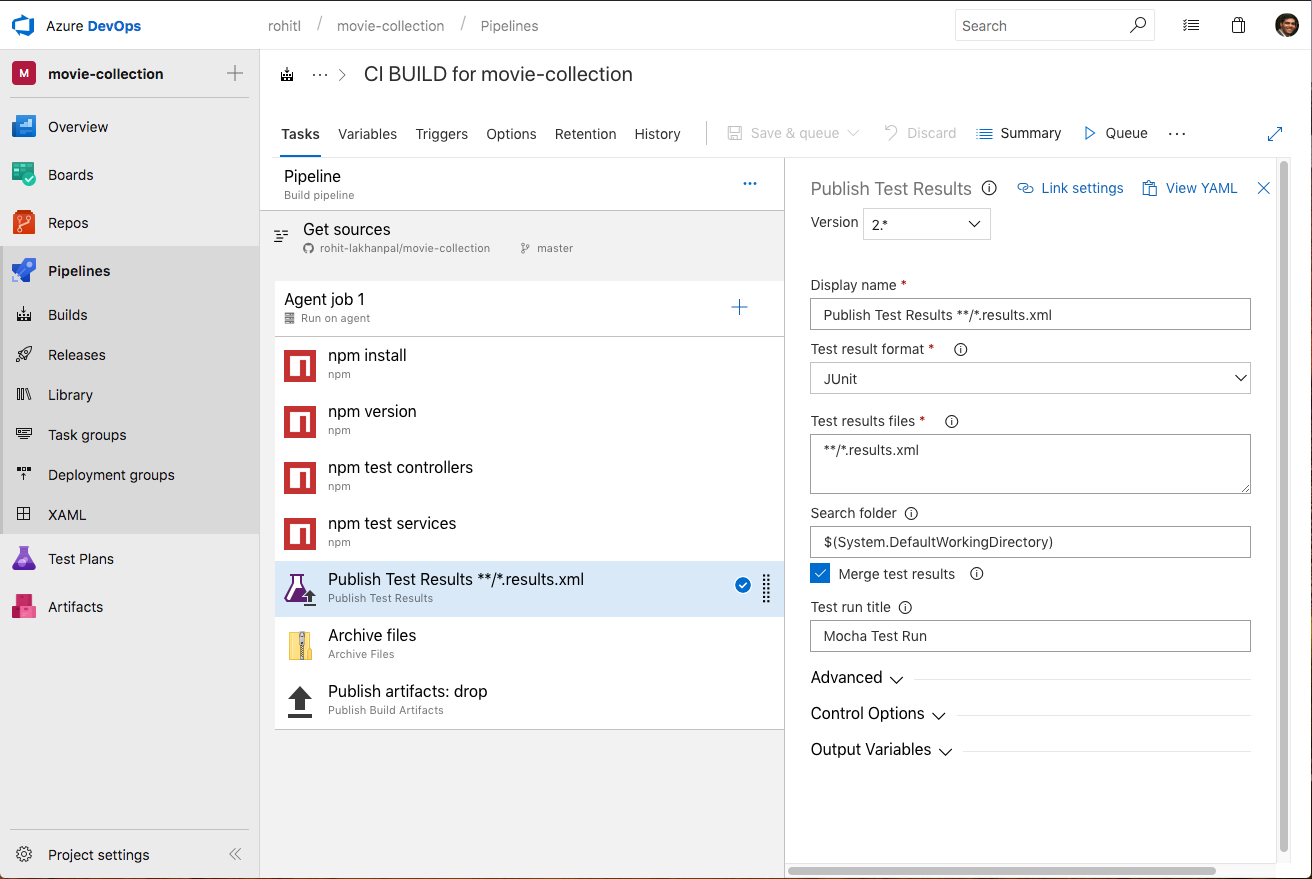 Azure DevOps
rohitl / movie-collection / Pipelines
Search
M movie-collection
Overview
Boards
Repos
Pipelines
Builds
Releases
Library
Task groups
Deployment groups
XAML
Test Plans
Artifacts
Project settings
CI BUILD for movie-collection
Tasks Variables Triggers Options Retention History Save & queue Discard Summary Queue
Pipeline
Build pipeline
Get sources
rohit-lakhanpal/movie-collection master
Agent job 1
Run on agent
npm install
npm
npm version
npm
npm test controllers
npm
npm test services
npm
Publish Test Results **/*.results.xml
Publish Test Results
Archive files
Archive Files
Publish artifacts: drop
Publish Build Artifacts
Publish Test Results Link settings View YAML
Version 2.*
Display name *
Publish Test Results **/*.results.xml
Test result format *
JUnit
Test results files *
**/*.results.xml
Search folder
$(System.DefaultWorkingDirectory)
Merge test results
Test run title
Mocha Test Run
Advanced
Control Options
Output Variables